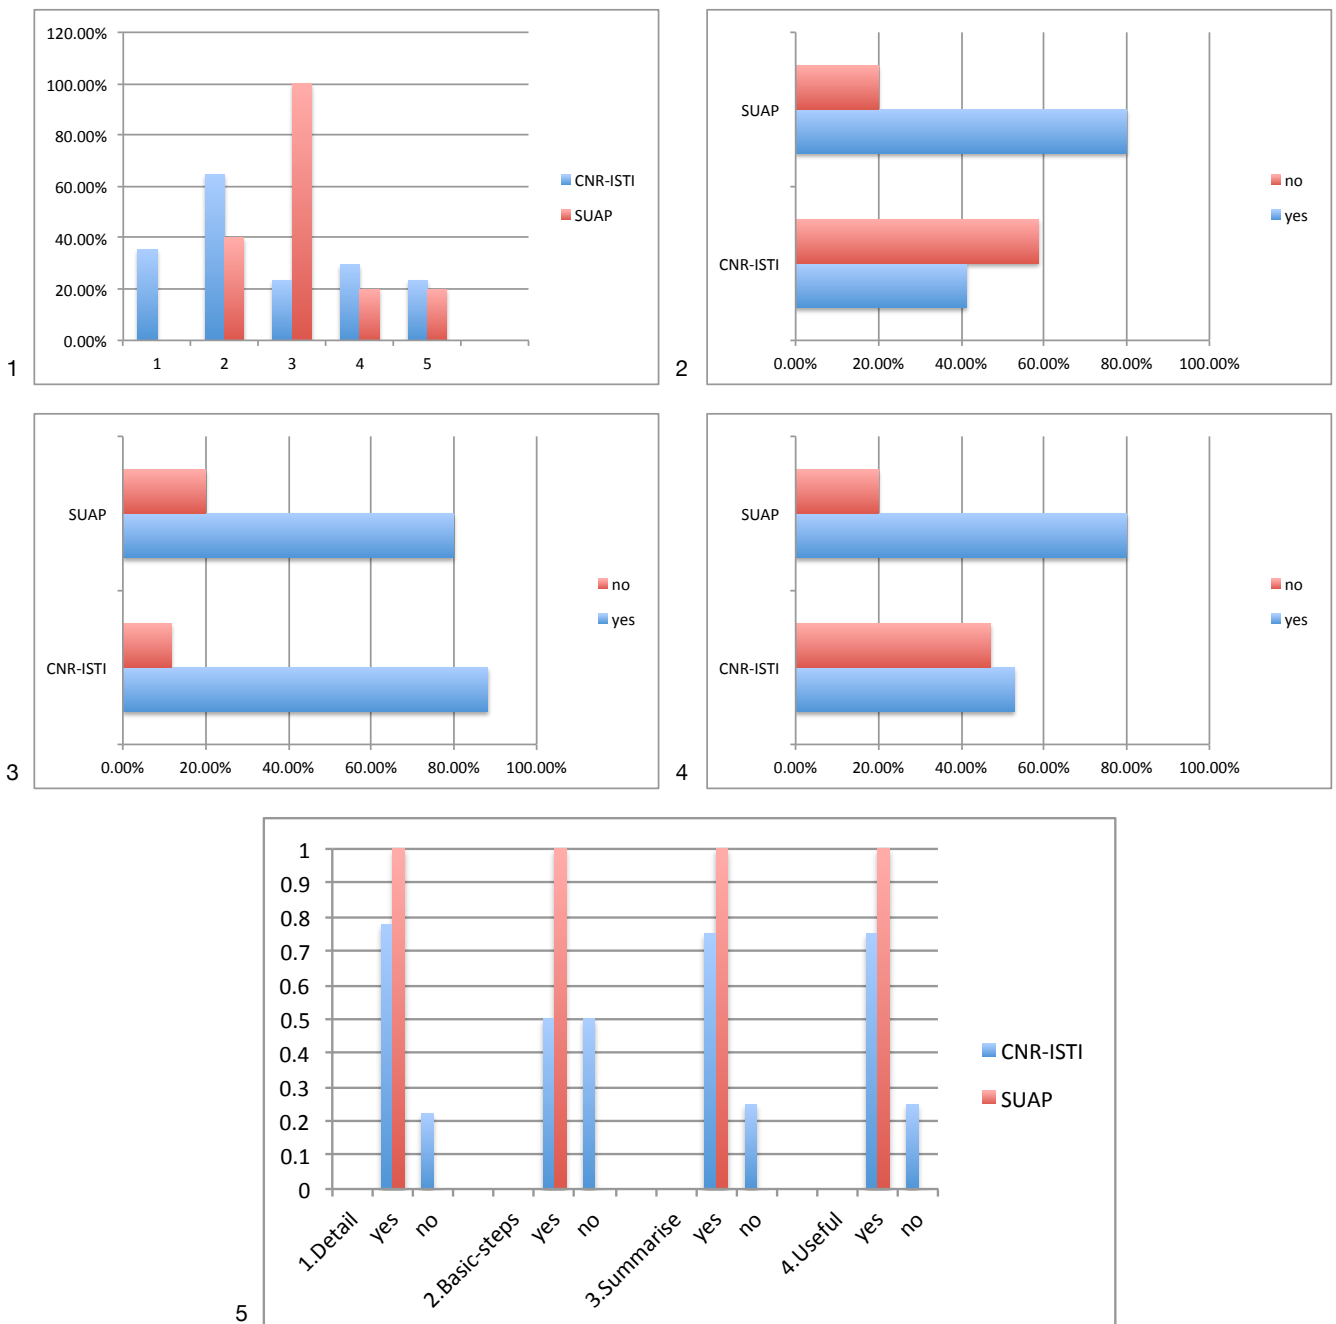 120.00%
100.00%
80.00%
60.00%
40.00%
20.00%
0.00%
1 2 3 4 5
CNR-ISTI
SUAP
1
SUAP
CNR-ISTI
0.00% 20.00% 40.00% 60.00% 80.00% 100.00%
no
yes
2
SUAP
CNR-ISTI
0.00% 20.00% 40.00% 60.00% 80.00% 100.00%
no
yes
3
SUAP
CNR-ISTI
0.00% 20.00% 40.00% 60.00% 80.00% 100.00%
no
yes
4
1
0.9
0.8
0.7
0.6
0.5
0.4
0.3
0.2
0.1
0
1.Detail yes no 2.Basic-steps yes no 3.Summarise yes no 4.Useful yes no
CNR-ISTI
SUAP
5